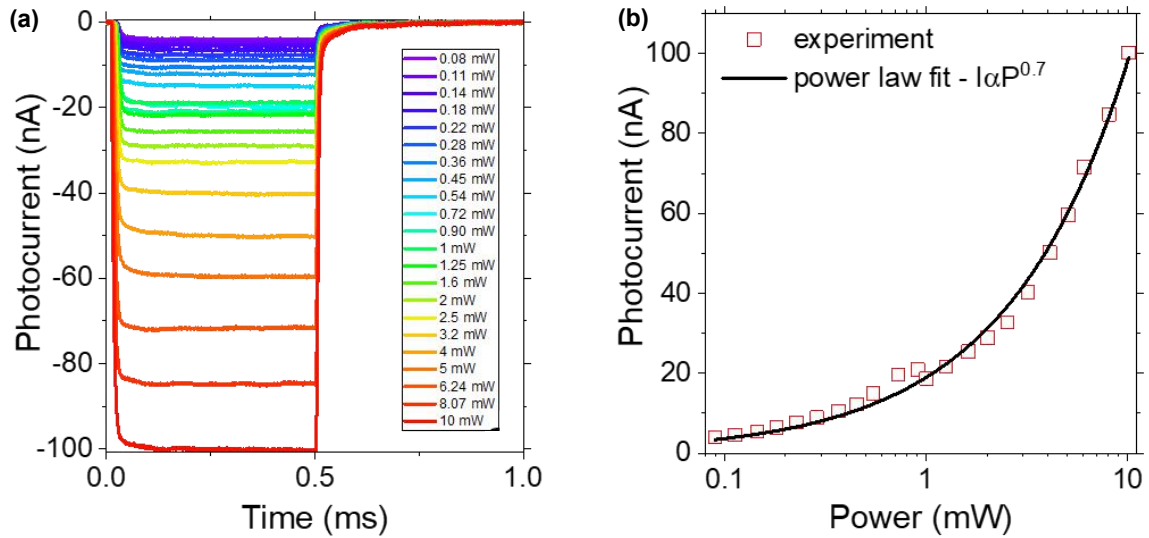 (a)
Photocurrent (nA)
0
-20
-40
-60
-80
-100
0.0
0.5
1.0
Time (ms)
0.08 mW
0.11 mW
0.14 mW
0.18 mW
0.22 mW
0.28 mW
0.36 mW
0.45 mW
0.54 mW
0.72 mW
0.90 mW
1 mW
1.25 mW
1.6 mW
2 mW
2.5 mW
3.2 mW
4 mW
5 mW
6.24 mW
8.07 mW
10 mW
(b)
experiment
power law fit - IαP^0.7
Photocurrent (nA)
100
80
60
40
20
0
0.1
1
10
Power (mW)